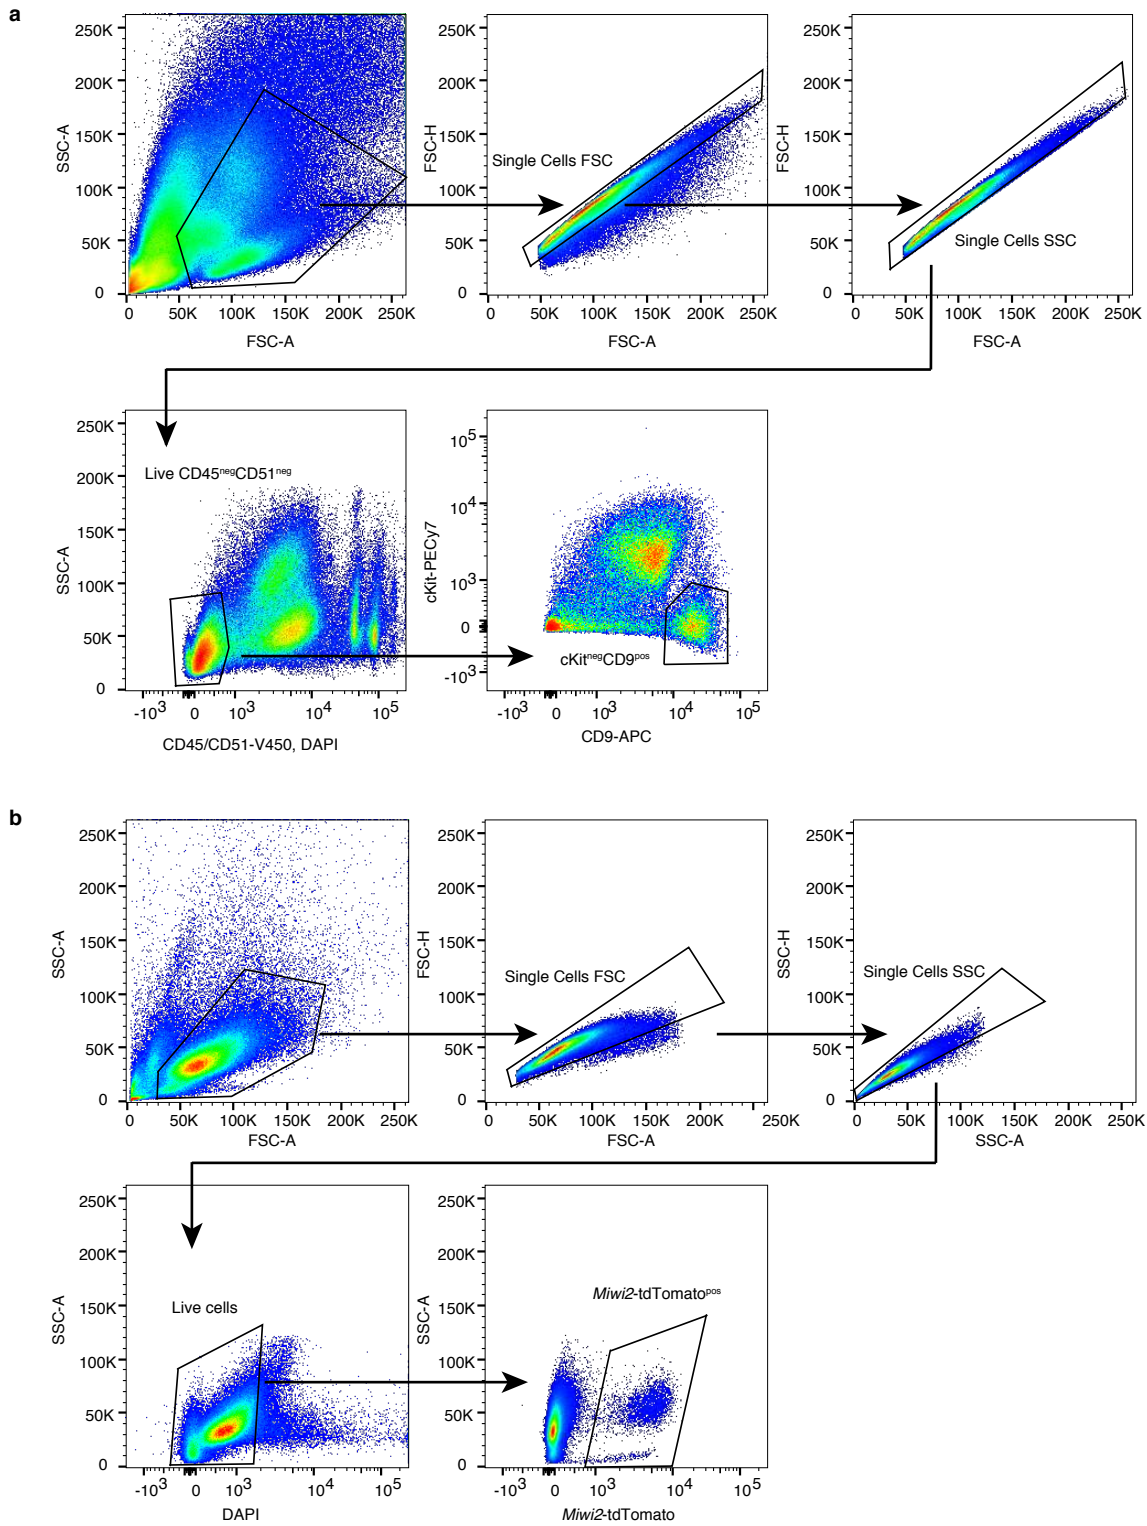 a
250K
200K
150K
100K
50K
0
SSC-A
0
50K
100K
150K
200K
250K
FSC-A
250K
200K
150K
100K
50K
0
FSC-H
Single Cells FSC
0
50K
100K
150K
200K
250K
FSC-A
250K
200K
150K
100K
50K
0
FSC-H
Single Cells SSC
0
50K
100K
150K
200K
250K
FSC-A
250K
200K
150K
100K
50K
0
SSC-A
Live CD45negCD51neg
-10³ 0 10³ 10⁴ 10⁵
CD45/CD51-V450, DAPI
10⁵
10⁴
10³
0
-10³
cKit-PECy7
cKitnegCD9pos
-10³ 0 10³ 10⁴ 10⁵
CD9-APC
b
250K
200K
150K
100K
50K
0
SSC-A
0
50K
100K
150K
200K
250K
FSC-A
250K
200K
150K
100K
50K
0
FSC-H
Single Cells FSC
0
50K
100K
150K
200K
250K
FSC-A
250K
200K
150K
100K
50K
0
SSC-H
Single Cells SSC
0
50K
100K
150K
200K
250K
SSC-A
250K
200K
150K
100K
50K
0
SSC-A
Live cells
-10³ 0 10³ 10⁴ 10⁵
DAPI
250K
200K
150K
100K
50K
0
SSC-A
Miwi2-tdTomatopos
-10³ 0 10³ 10⁴ 10⁵
Miwi2-tdTomato